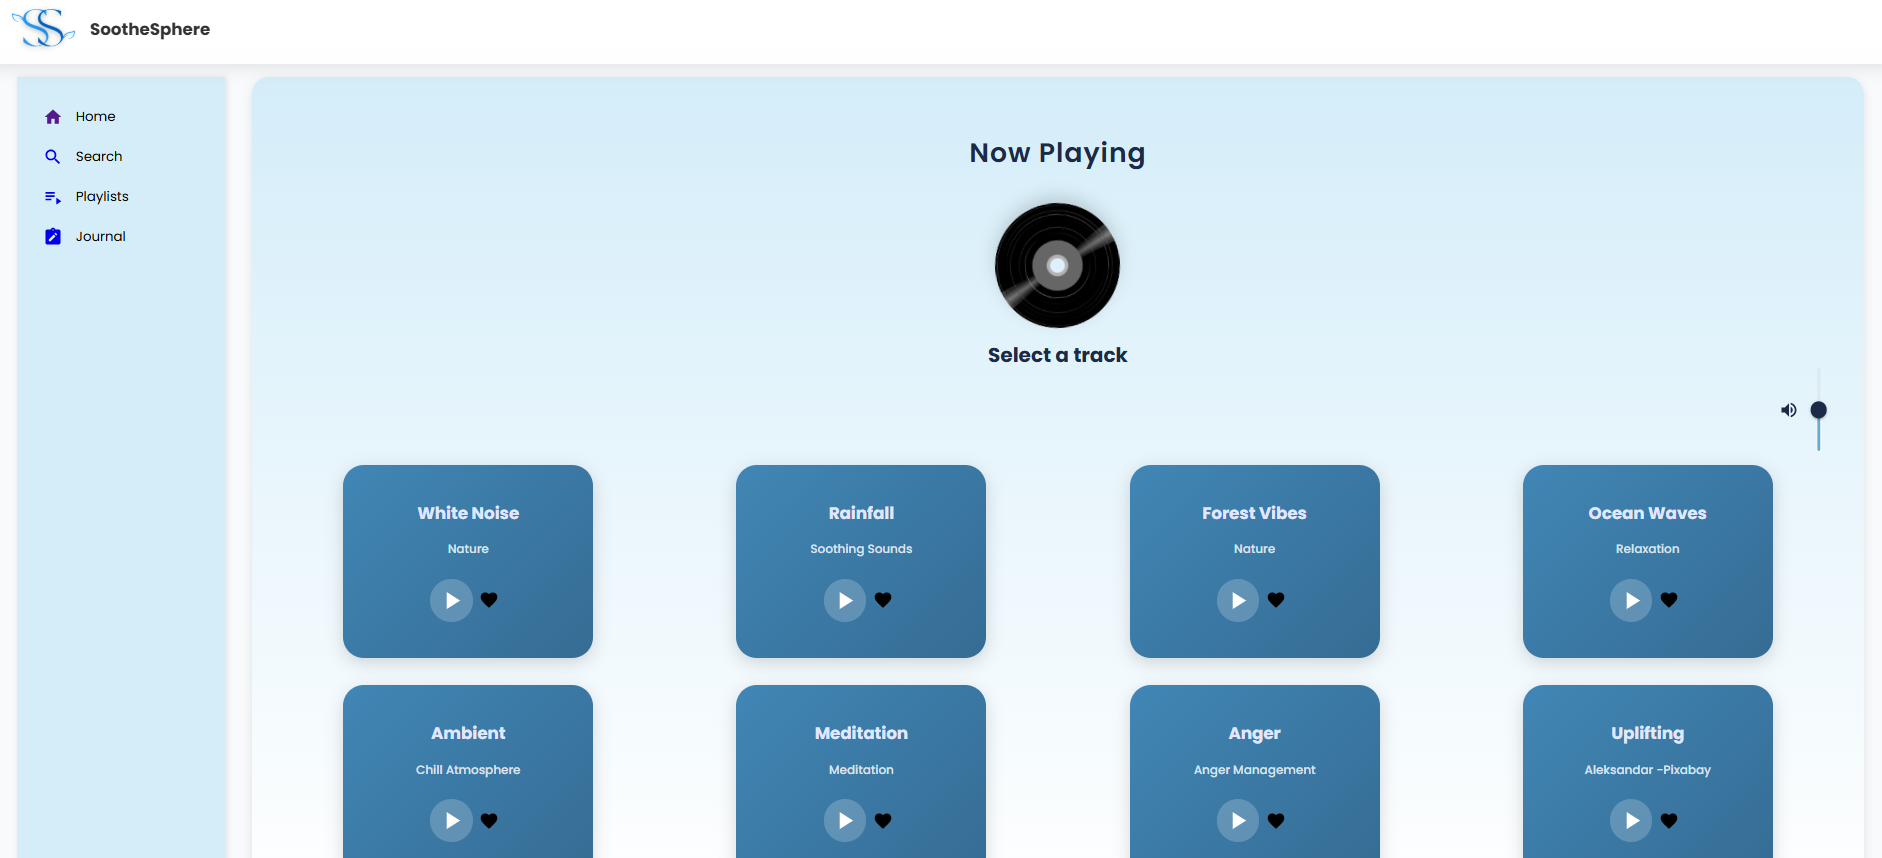 SS
SootheSphere
Home
Search
Playlists
Journal
Now Playing
Select a track
White Noise
Nature
Rainfall
Soothing Sounds
Forest Vibes
Nature
Ocean Waves
Relaxation
Ambient
Chill Atmosphere
Meditation
Meditation
Anger
Anger Management
Uplifting
Aleksandar -Pixabay